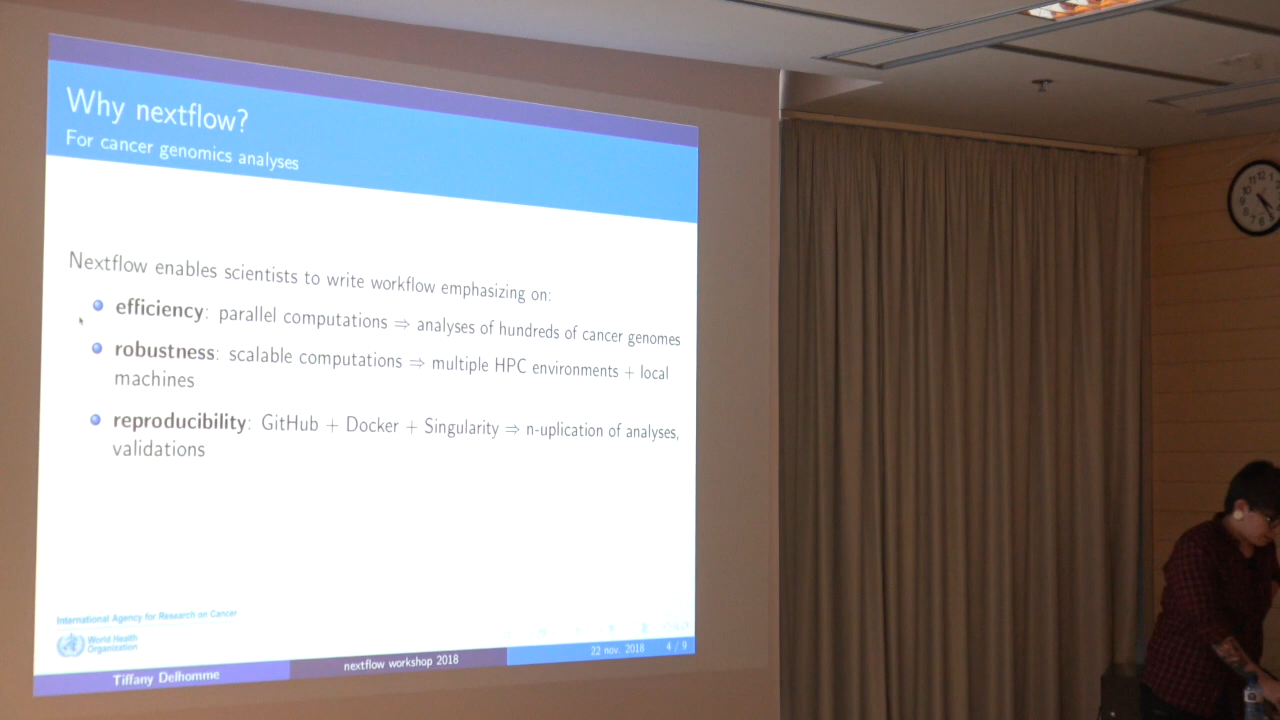 Why nextflow?
For cancer genomics analyses
Nextflow enables scientists to write workflow emphasizing on:
efficiency: parallel computations ⇒ analyses of hundreds of cancer genomes
robustness: scalable computations ⇒ multiple HPC environments + local
machines
reproducibility: GitHub + Docker + Singularity ⇒ n-uplication of analyses,
validations
International Agency for Research on Cancer
World Health
Organization
Tiffany Delhomme
nextflow workshop 2018
22 nov. 2018
4 / 9